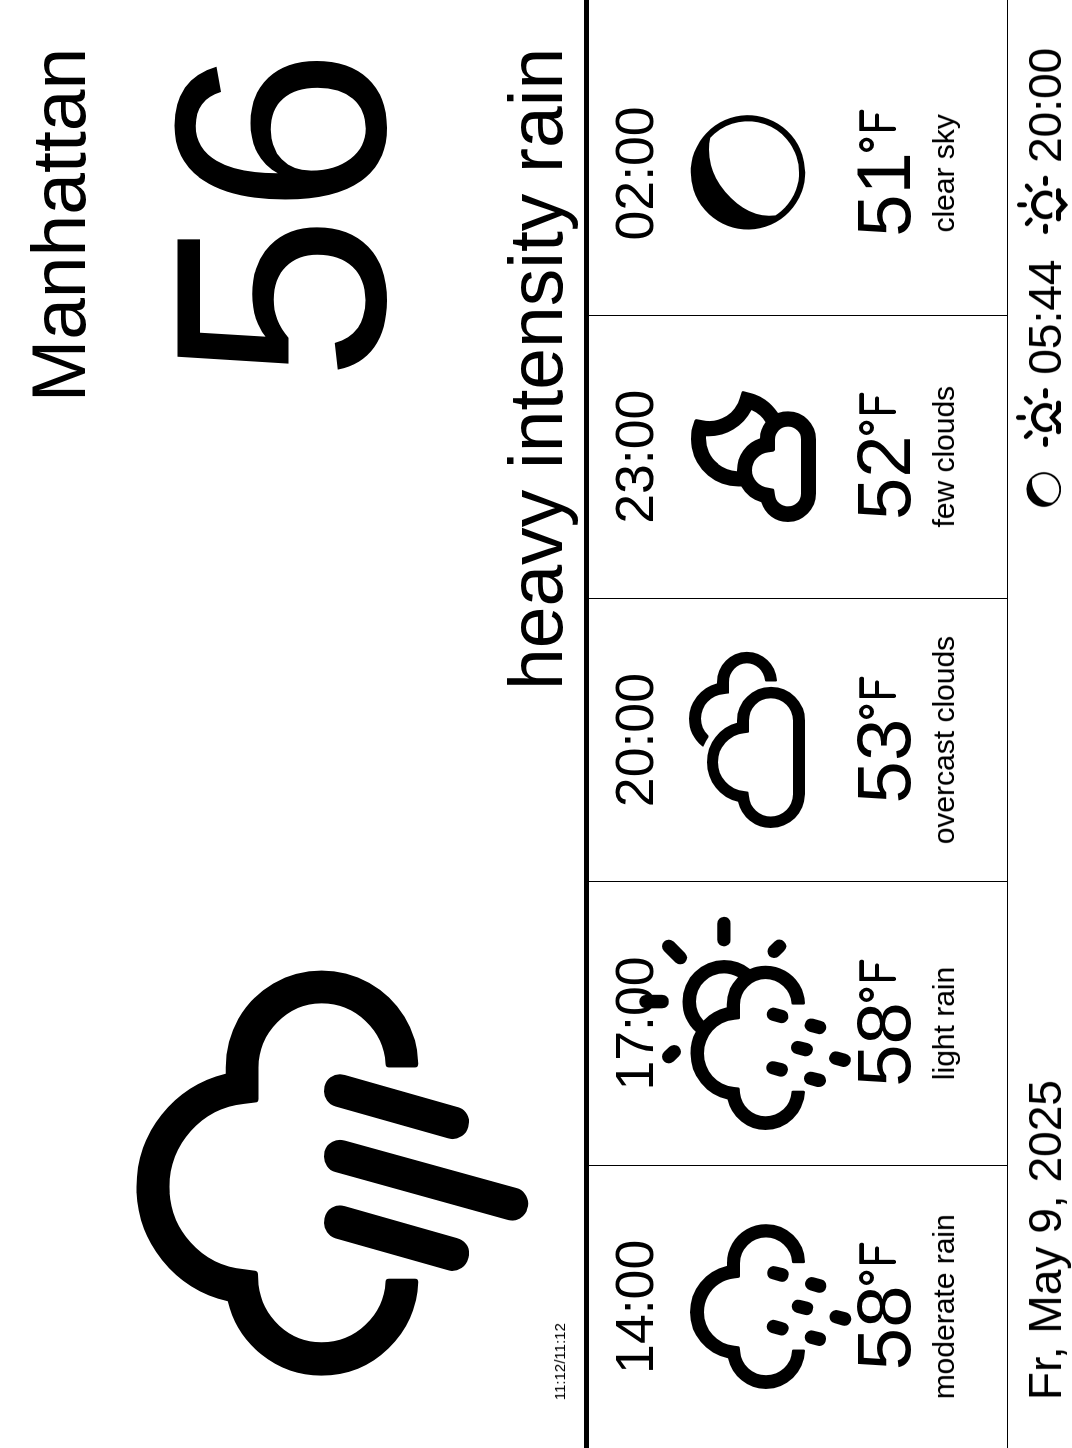 Manhattan
56
heavy intensity rain
11:12/11:12
14:00 17:00 20:00 23:00 02:00
58°F 58°F 53°F 52°F 51°F
moderate rain light rain overcast clouds few clouds clear sky
Fr, May 9, 2025 05:44 20:00